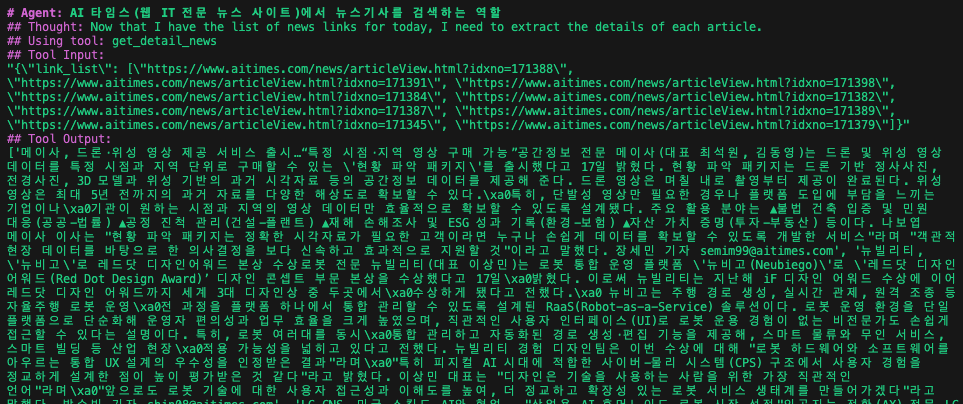 # Agent: AI 타임스(웹 IT 전문 뉴스 사이트)에서 뉴스기사를 검색하는 역할
## Thought: Now that I have the list of news links for today, I need to extract the details of each article.
## Using tool: get_detail_news
## Tool Input:
"{\"link_list\": [\"https://www.aitimes.com/news/articleView.html?idxno=171388\",
\"https://www.aitimes.com/news/articleView.html?idxno=171391\", \"https://www.aitimes.com/news/articleView.html?idxno=171398\",
\"https://www.aitimes.com/news/articleView.html?idxno=171384\", \"https://www.aitimes.com/news/articleView.html?idxno=171382\",
\"https://www.aitimes.com/news/articleView.html?idxno=171387\", \"https://www.aitimes.com/news/articleView.html?idxno=171389\",
\"https://www.aitimes.com/news/articleView.html?idxno=171345\", \"https://www.aitimes.com/news/articleView.html?idxno=171379\"]}"
## Tool Output:
['메이사, 드론·위성 영상 제공 서비스 출시…“특정 시점·지역 영상 구매 가능”공간정보 전문 메이사(대표 최석원, 김동영)는 드론 및 위성 영상
데이터를 특정 시점과 지역 단위로 구매할 수 있는 \'현황 파악 패키지\'를 출시했다고 17일 밝혔다. 현황 파악 패키지는 드론 기반 정사사진,
전경사진, 3D 모델과 위성 기반의 과거 시각자료 등의 공간정보 데이터를 제공해 준다. 드론 영상은 며칠 내로 촬영부터 제공이 완료된다. 위성
영상은 최대 5년 전까지의 과거 자료를 다양한 해상도로 확보할 수 있다.\xa0특히, 단발성 영상만 필요한 경우나 플랫폼 도입에 부담을 느끼는
기업이나\xa0기관이 원하는 시점과 지역의 영상 데이터만 효율적으로 확보할 수 있도록 설계됐다. 주요 활용 분야는 ▲불법 건축 입증 및 민원
대응(공공–법률) ▲공정 진척 관리(건설–플랜트) ▲재해 손해조사 및 ESG 성과 기록(환경–보험) ▲자산 가치 증명(투자–부동산) 등이다. 나보엽
메이사 이사는 "현황 파악 패키지는 정확한 시각자료가 필요한 고객이라면 누구나 손쉽게 데이터를 확보할 수 있도록 개발한 서비스"라며 "객관적
현장 데이터를 바탕으로 한 의사결정을 보다 신속하고 효과적으로 지원할 것"이라고 말했다. 장세민 기자 semim99@aitimes.com', '뉴빌리티,
\'뉴비고\'로 레드닷 디자인어워드 본상 수상로봇 전문 뉴빌리티(대표 이상민)는 로봇 통합 운영 플랫폼 \'뉴비고(Neubiego)\'로 \'레드닷 디자인
어워드(Red Dot Design Award)’ 디자인 콘셉트 부문 본상을 수상했다고 17일\xa0밝혔다. 이로써 뉴빌리티는 지난해 iF 디자인 어워드 수상에 이어
레드닷 디자인 어워드까지 세계 3대 디자인상 중 두곳에서\xa0수상하게 됐다고 전했다.\xa0 뉴비고는 주행 경로 생성, 실시간 관제, 원격 조종 등
자율주행 로봇 운영\xa0전 과정을 플랫폼 하나에서 통합 관리할 수 있도록 설계된 RaaS(Robot-as-a-Service) 솔루션이다. 로봇 운영 환경을 단일
플랫폼으로 단순화해 운영자 편의성과 업무 효율을 크게 높였으며, 직관적인 사용자 인터페이스(UI)로 로봇 운용 경험이 없는 비전문가도 손쉽게
접근할 수 있다는 설명이다. 특히, 로봇 여러대를 동시\xa0통합 관리하고 자동화된 경로 생성·편집 기능을 제공해, 스마트 물류와 무인 서비스,
스마트 빌딩 등 산업 현장\xa0적용 가능성을 넓히고 있다고 전했다. 뉴빌리티 경험 디자인팀은 이번 수상에 대해 "로봇 하드웨어와 소프트웨어를
아우르는 통합 UX 설계의 우수성을 인정받은 결과"라며\xa0"특히 피지컬 AI 시대에 적합한 사이버–물리 시스템(CPS) 구조에서 사용자 경험을
정교하게 설계한 점이 높이 평가받은 것 같다"라고 밝혔다. 이상민 대표는 "디자인은 기술을 사용하는 사람을 위한 가장 직관적인
언어"라며\xa0"앞으로도 로봇 기술에 대한 사용자 접근성과 이해도를 높여, 더 정교하고 확장성 있는 로봇 서비스 생태계를 만들어가겠다"라고